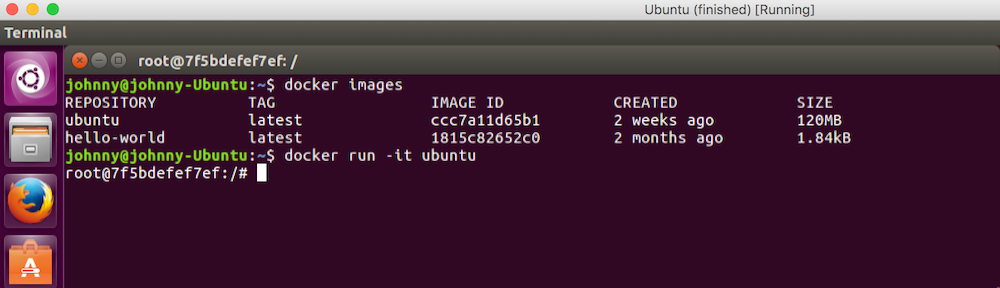 Ubuntu (finished) [Running]
Terminal
root@7f5bdefef7ef: /
johnny@johnny-Ubuntu:~$ docker images
REPOSITORY TAG IMAGE ID CREATED SIZE
ubuntu latest ccc7a11d65b1 2 weeks ago 120MB
hello-world latest 1815c82652c0 2 months ago 1.84kB
johnny@johnny-Ubuntu:~$ docker run -it ubuntu
root@7f5bdefef7ef:/#